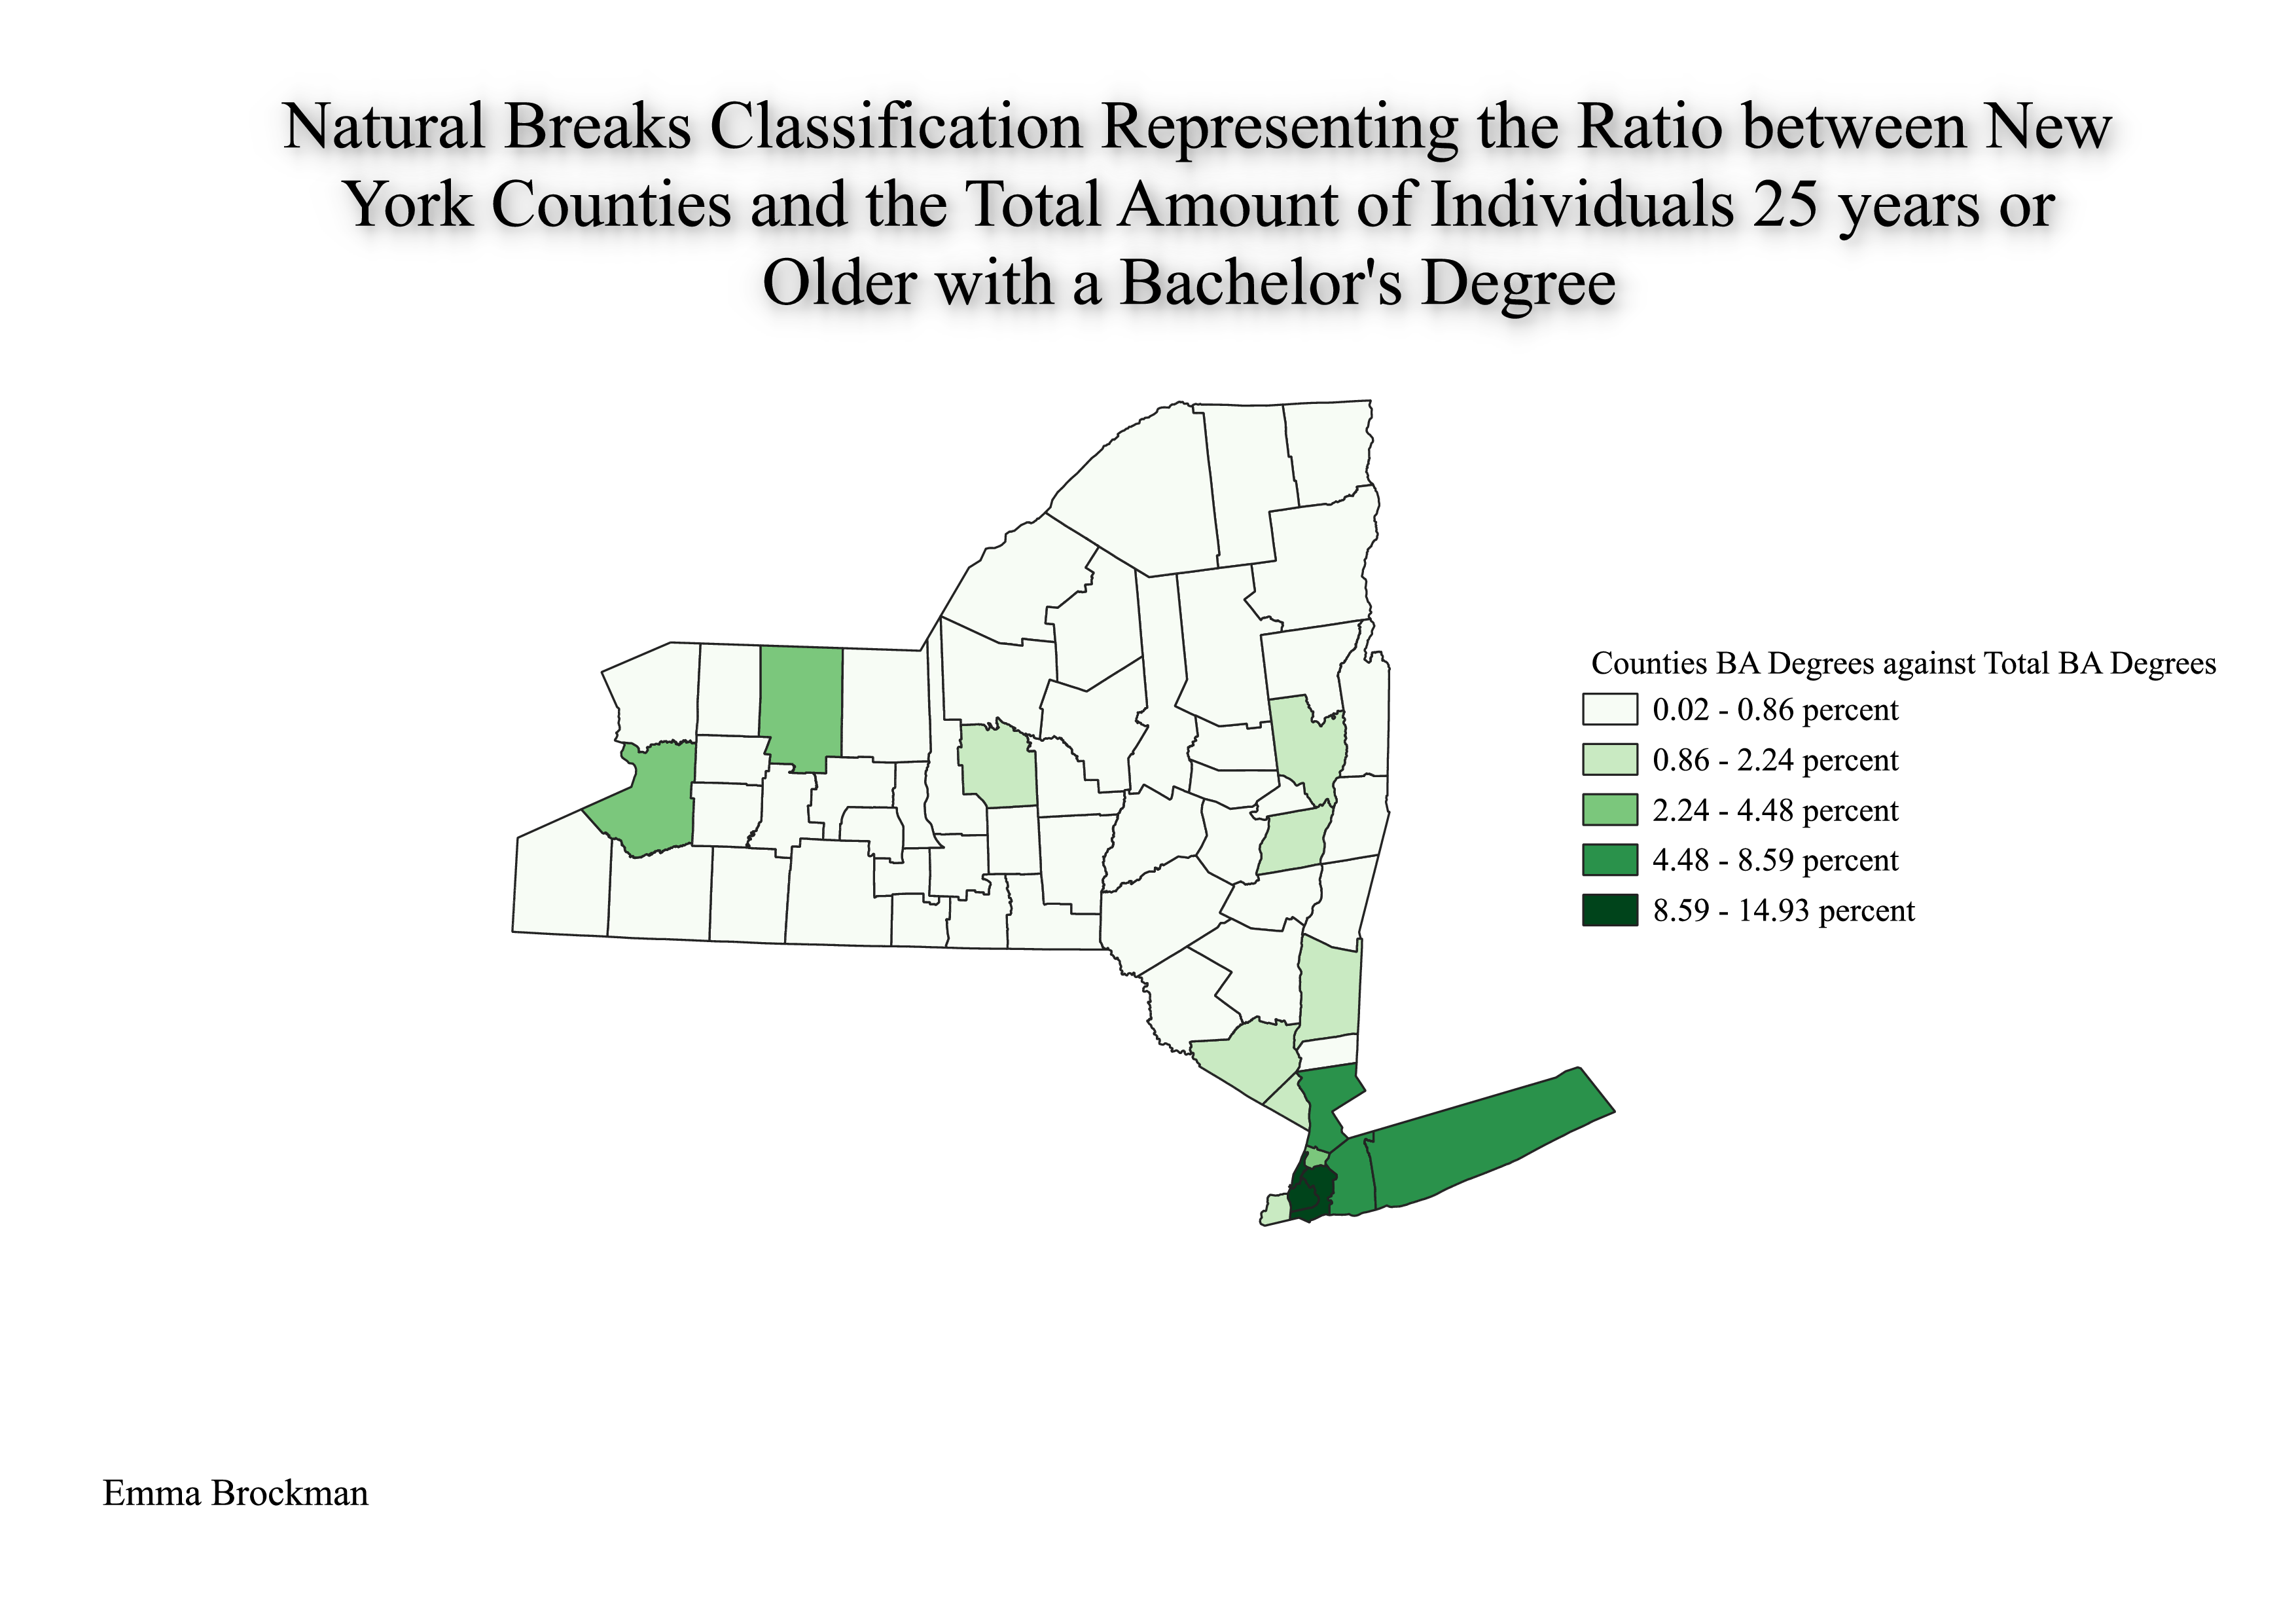 Natural Breaks Classification Representing the Ratio between New
York Counties and the Total Amount of Individuals 25 years or
Older with a Bachelor's Degree
Counties BA Degrees against Total BA Degrees
0.02 - 0.86 percent
0.86 - 2.24 percent
2.24 - 4.48 percent
4.48 - 8.59 percent
8.59 - 14.93 percent
Emma Brockman